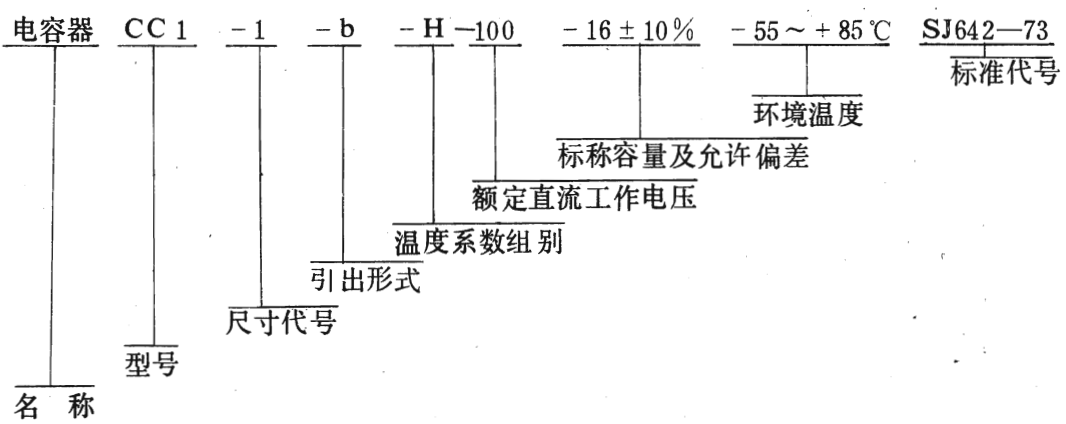 电容器 CC1 -1 -b -H-100 -16±10% -55～+85℃ SJ642—73
标准代号
环境温度
标称容量及允许偏差
额定直流工作电压
温度系数组别
引出形式
尺寸代号
型号
名 称